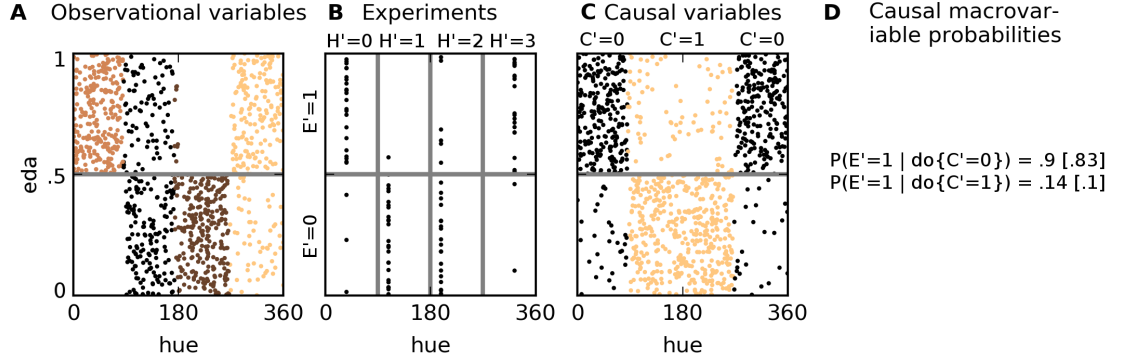 A Observational variables
B Experiments
C Causal variables
D Causal macrovar-
iable probabilities
H'=0 H'=1 H'=2 H'=3
C'=0 C'=1 C'=0
1
.5
0
eda
0 180 360
hue
E'=1
E'=0
0 180 360
hue
0 180 360
hue
P(E'=1 | do{C'=0}) = .9 [.83]
P(E'=1 | do{C'=1}) = .14 [.1]